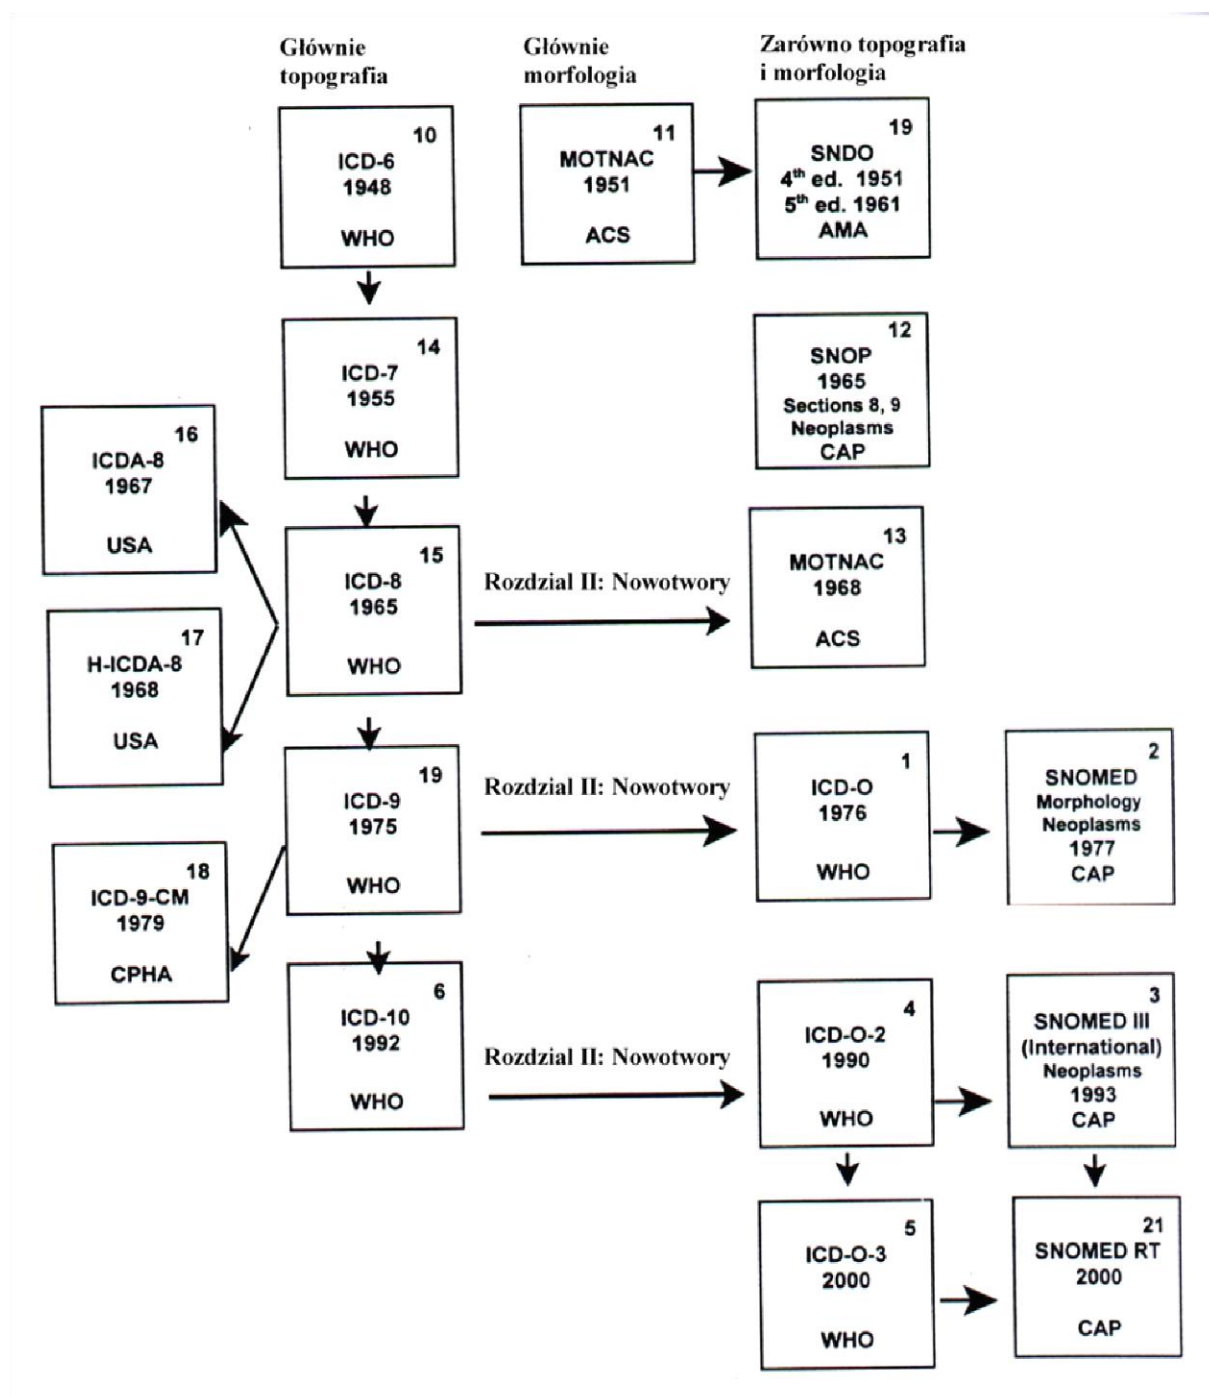 Głównie
topografia
Głównie
morfologia
Zarówno topografia
i morfologia
10
ICD-6
1948
WHO
11
MOTNAC
1951
ACS
19
SNDO
4th ed. 1951
5th ed. 1961
AMA
14
ICD-7
1955
WHO
12
SNOP
1965
Sections 8, 9
Neoplasms
CAP
16
ICDA-8
1967
USA
15
ICD-8
1965
WHO
Rozdzial II: Nowotwory
13
MOTNAC
1968
ACS
17
H-ICDA-8
1968
USA
19
ICD-9
1975
WHO
Rozdzial II: Nowotwory
1
ICD-O
1976
WHO
2
SNOMED
Morphology
Neoplasms
1977
CAP
18
ICD-9-CM
1979
CPHA
6
ICD-10
1992
WHO
Rozdzial II: Nowotwory
4
ICD-O-2
1990
WHO
3
SNOMED III
(International)
Neoplasms
1993
CAP
5
ICD-O-3
2000
WHO
21
SNOMED RT
2000
CAP